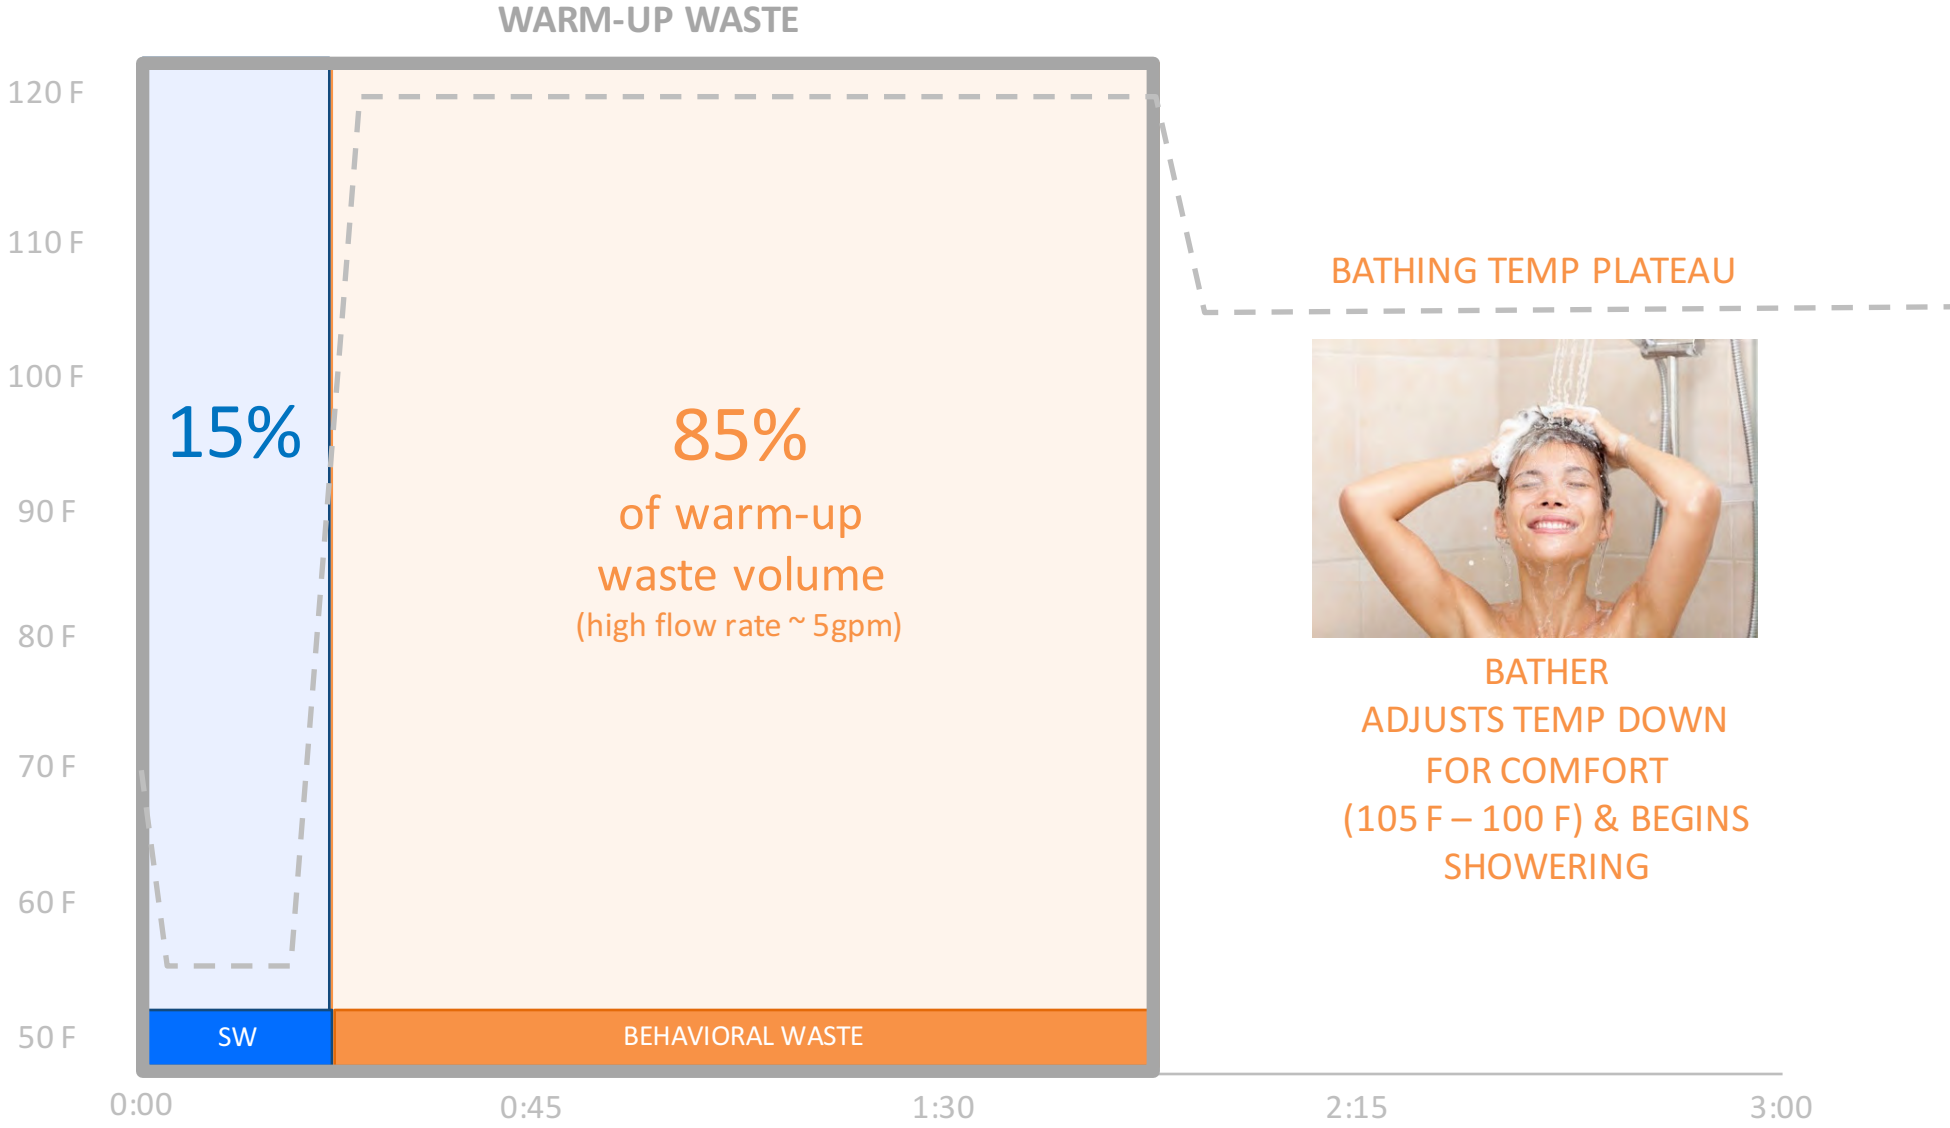 WARM-UP WASTE
120 F
110 F
100 F
90 F
80 F
70 F
60 F
50 F
15%
85%
of warm-up
waste volume
(high flow rate ~ 5gpm)
SW
BEHAVIORAL WASTE
BATHING TEMP PLATEAU
BATHER
ADJUSTS TEMP DOWN
FOR COMFORT
(105 F – 100 F) & BEGINS
SHOWERING
0:00
0:45
1:30
2:15
3:00